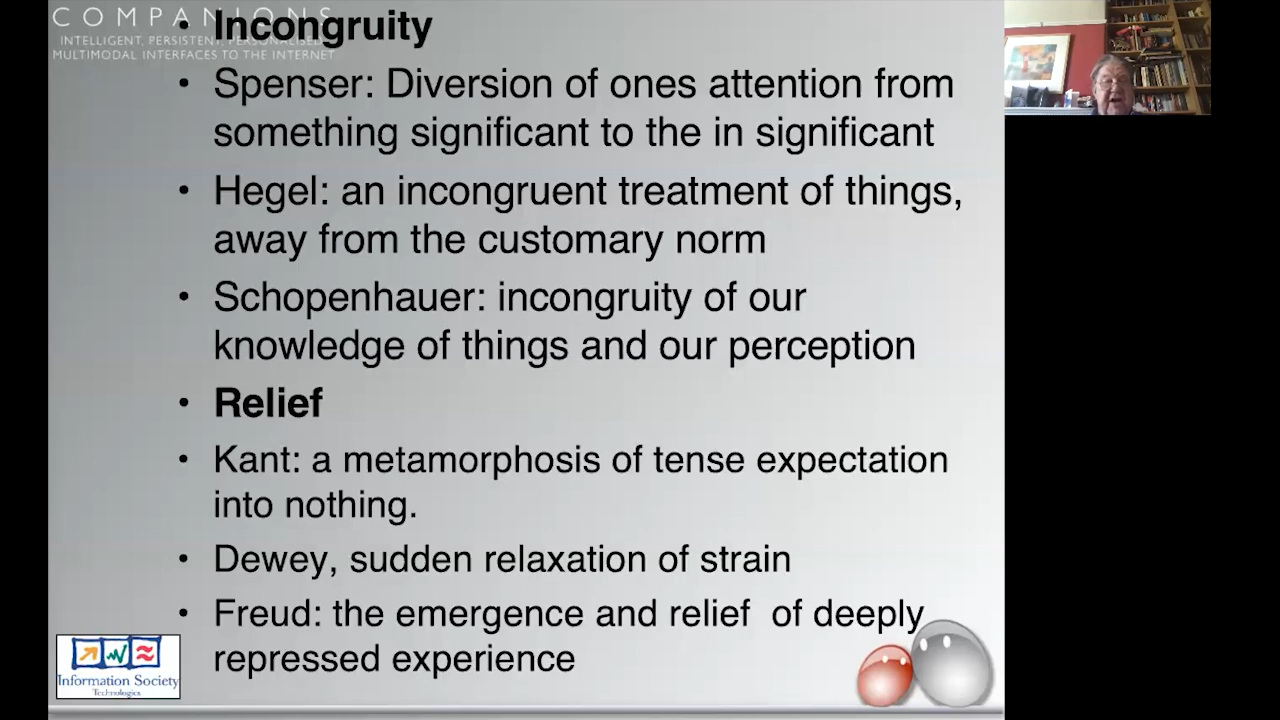 COMPANIONS
INTELLIGENT, PERSISTENT, PERSONALISED
MULTIMODAL INTERFACES TO THE INTERNET
• Incongruity
• Spenser: Diversion of ones attention from
something significant to the in significant
• Hegel: an incongruent treatment of things,
away from the customary norm
• Schopenhauer: incongruity of our
knowledge of things and our perception
• Relief
• Kant: a metamorphosis of tense expectation
into nothing.
• Dewey, sudden relaxation of strain
• Freud: the emergence and relief of deeply
repressed experience
Information Society
Technologies